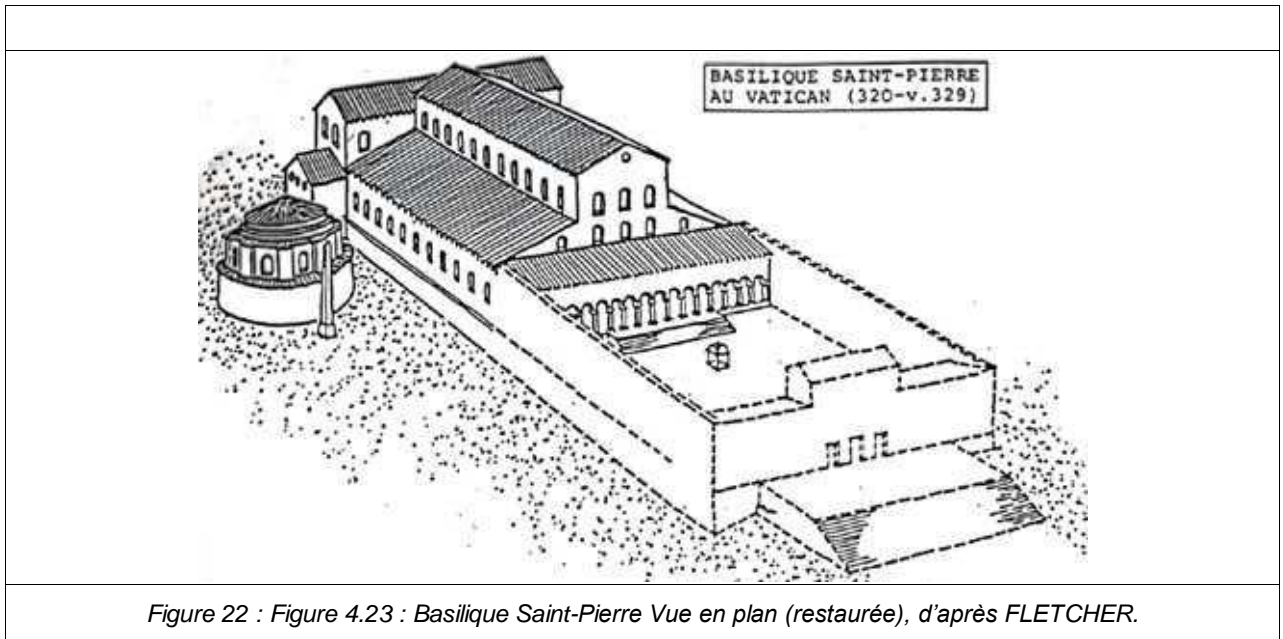 BASILIQUE SAINT-PIERRE
AU VATICAN (320-v.329)
Figure 22 : Figure 4.23 : Basilique Saint-Pierre Vue en plan (restaurée), d’après FLETCHER.